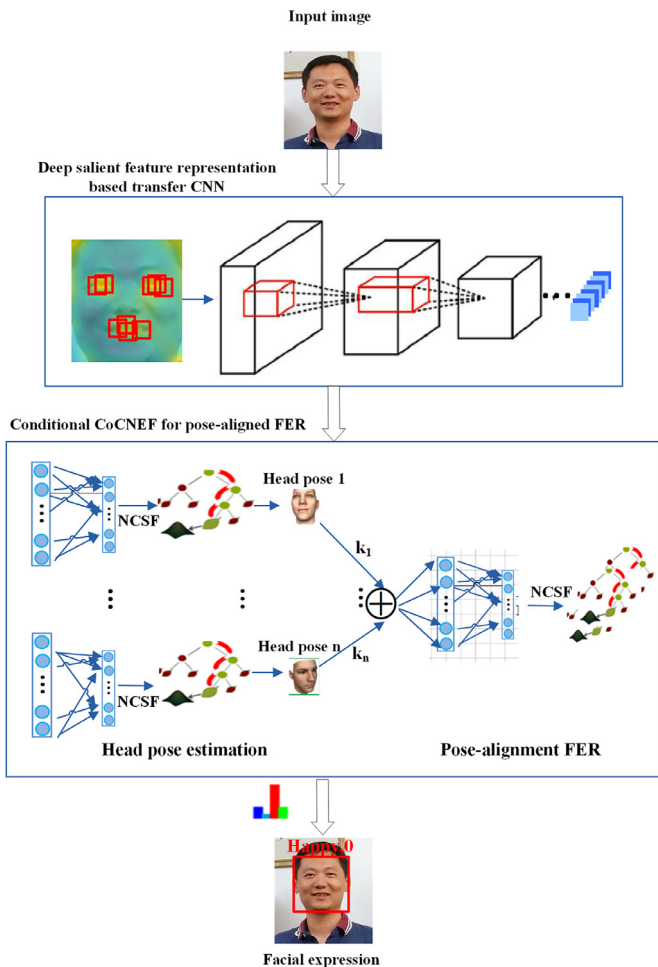 Input image
Deep salient feature representation
based transfer CNN
Conditional CoCNEF for pose-aligned FER
Head pose 1
NCSF
k1
NCSF
Head pose n
kn
NCSF
Head pose estimation
Pose-alignment FER
Happy,0
Facial expression